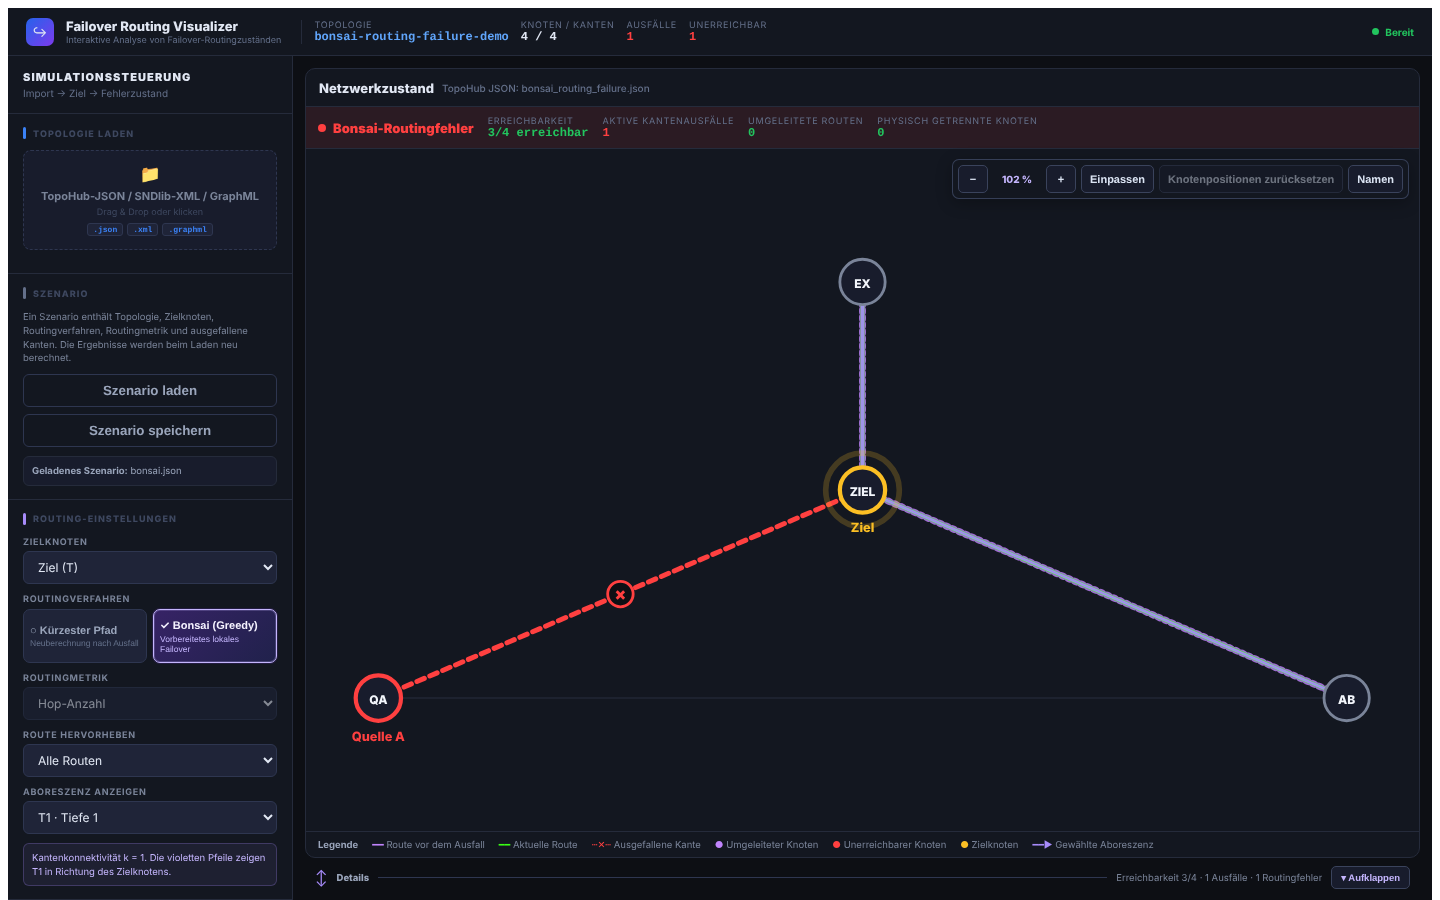 Failover Routing Visualizer
Interaktive Analyse von Failover-Routingzuständen
TOPOLOGIE
bonsai-routing-failure-demo
KNOTEN / KANTEN
4 / 4
AUSFÄLLE
1
UNERREICHBAR
1
Bereit
SIMULATIONSSTEUERUNG
Import → Ziel → Fehlerzustand
TOPOLOGIE LADEN
TopoHub-JSON / SNDlib-XML / GraphML
Drag & Drop oder klicken
.json .xml .graphml
SZENARIO
Ein Szenario enthält Topologie, Zielknoten,
Routingverfahren, Routingmetrik und ausgefallene
Kanten. Die Ergebnisse werden beim Laden neu
berechnet.
Szenario laden
Szenario speichern
Geladenes Szenario: bonsai.json
ROUTING-EINSTELLUNGEN
ZIELKNOTEN
Ziel (T)
ROUTINGVERFAHREN
○ Kürzester Pfad
Neuberechnung nach Ausfall
✓ Bonsai (Greedy)
Vorbereitetes lokales
Failover
ROUTINGMETRIK
Hop-Anzahl
ROUTE HERVORHEBEN
Alle Routen
ABORESZENZ ANZEIGEN
T1 · Tiefe 1
Kantenkonnektivität k = 1. Die violetten Pfeile zeigen
T1 in Richtung des Zielknotens.
Netzwerkzustand TopoHub JSON: bonsai_routing_failure.json
Bonsai-Routingfehler
ERREICHBARKEIT
3/4 erreichbar
AKTIVE KANTENAUSFÄLLE
1
UMGELEITETE ROUTEN
0
PHYSISCH GETRENNTE KNOTEN
0
− 102 % + Einpassen Knotenpositionen zurücksetzen Namen
EX
ZIEL
Ziel
QA
Quelle A
AB
Legende Route vor dem Ausfall Aktuelle Route Ausgefallene Kante Umgeleiteter Knoten Unerreichbarer Knoten Zielknoten Gewählte Aboreszenz
Details Erreichbarkeit 3/4 · 1 Ausfälle · 1 Routingfehler ▾ Aufklappen